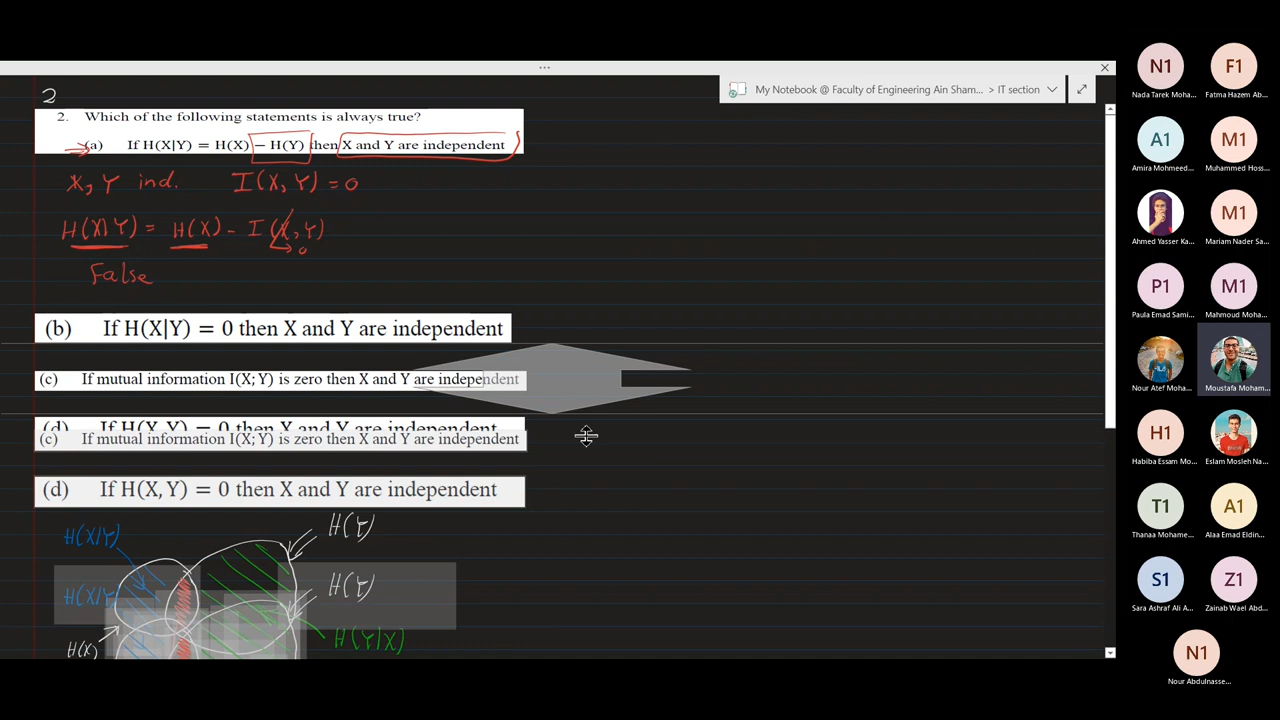 ...
My Notebook @ Faculty of Engineering Ain Sham... > IT section
2
2. Which of the following statements is always true?
(a) If H(X|Y) = H(X) − H(Y) then X and Y are independent
X, Y ind. I(X, Y) = 0
H(X|Y) = H(X) - I(X, Y)
0
False
(b) If H(X|Y) = 0 then X and Y are independent
(c) If mutual information I(X; Y) is zero then X and Y are independent
(d) If H(X, Y) = 0 then X and Y are independent
(c) If mutual information I(X; Y) is zero then X and Y are independent
(d) If H(X, Y) = 0 then X and Y are independent
H(X|Y)
H(Y)
H(X|Y)
H(Y)
H(X)
H(Y|X)
N1
Nada Tarek Moha...
F1
Fatma Hazem Ab...
A1
Amira Mohmeed...
M1
Muhammed Hoss...
Ahmed Yasser Ka...
M1
Mariam Nader Sa...
P1
Paula Emad Sami...
M1
Mahmoud Moha...
Nour Atef Moha...
Moustafa Moham...
H1
Habiba Essam Mo...
Eslam Mosleh Na...
T1
Thanaa Mohame...
A1
Alaa Emad Eldin...
S1
Sara Ashraf Ali A...
Z1
Zainab Wael Abd...
N1
Nour Abdulnasse...